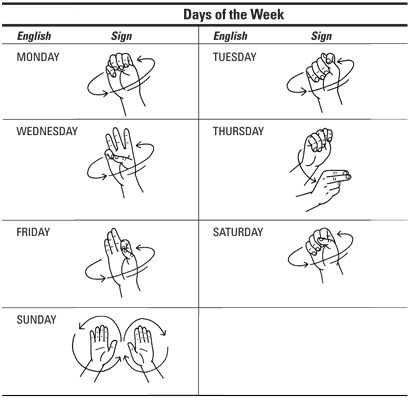 Days of the Week
English Sign English Sign
MONDAY TUESDAY
WEDNESDAY THURSDAY
FRIDAY SATURDAY
SUNDAY